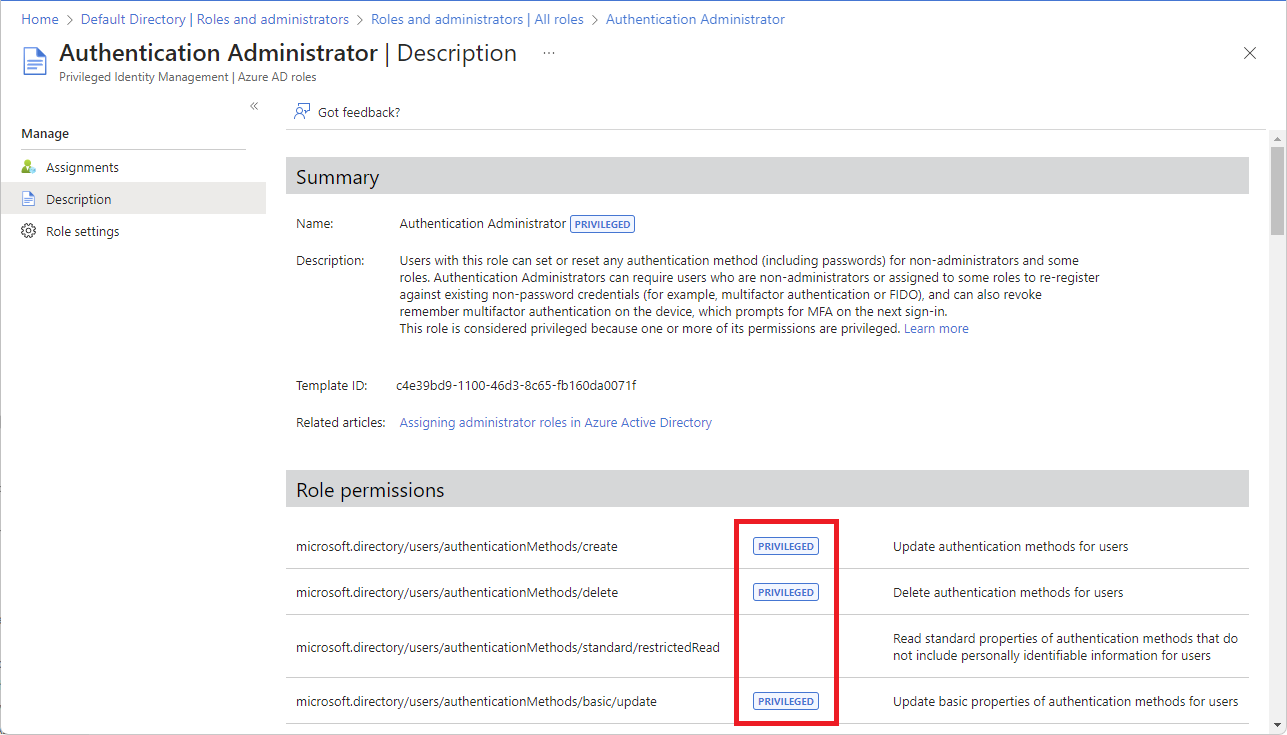 Home > Default Directory | Roles and administrators > Roles and administrators | All roles > Authentication Administrator
Authentication Administrator | Description ...
Privileged Identity Management | Azure AD roles
«
Got feedback?
Manage
Assignments
Description
Role settings
Summary
Name: Authentication Administrator PRIVILEGED
Description: Users with this role can set or reset any authentication method (including passwords) for non-administrators and some
roles. Authentication Administrators can require users who are non-administrators or assigned to some roles to re-register
against existing non-password credentials (for example, multifactor authentication or FIDO), and can also revoke
remember multifactor authentication on the device, which prompts for MFA on the next sign-in.
This role is considered privileged because one or more of its permissions are privileged. Learn more
Template ID: c4e39bd9-1100-46d3-8c65-fb160da0071f
Related articles: Assigning administrator roles in Azure Active Directory
Role permissions
microsoft.directory/users/authenticationMethods/create PRIVILEGED Update authentication methods for users
microsoft.directory/users/authenticationMethods/delete PRIVILEGED Delete authentication methods for users
microsoft.directory/users/authenticationMethods/standard/restrictedRead Read standard properties of authentication methods that do
not include personally identifiable information for users
microsoft.directory/users/authenticationMethods/basic/update PRIVILEGED Update basic properties of authentication methods for users